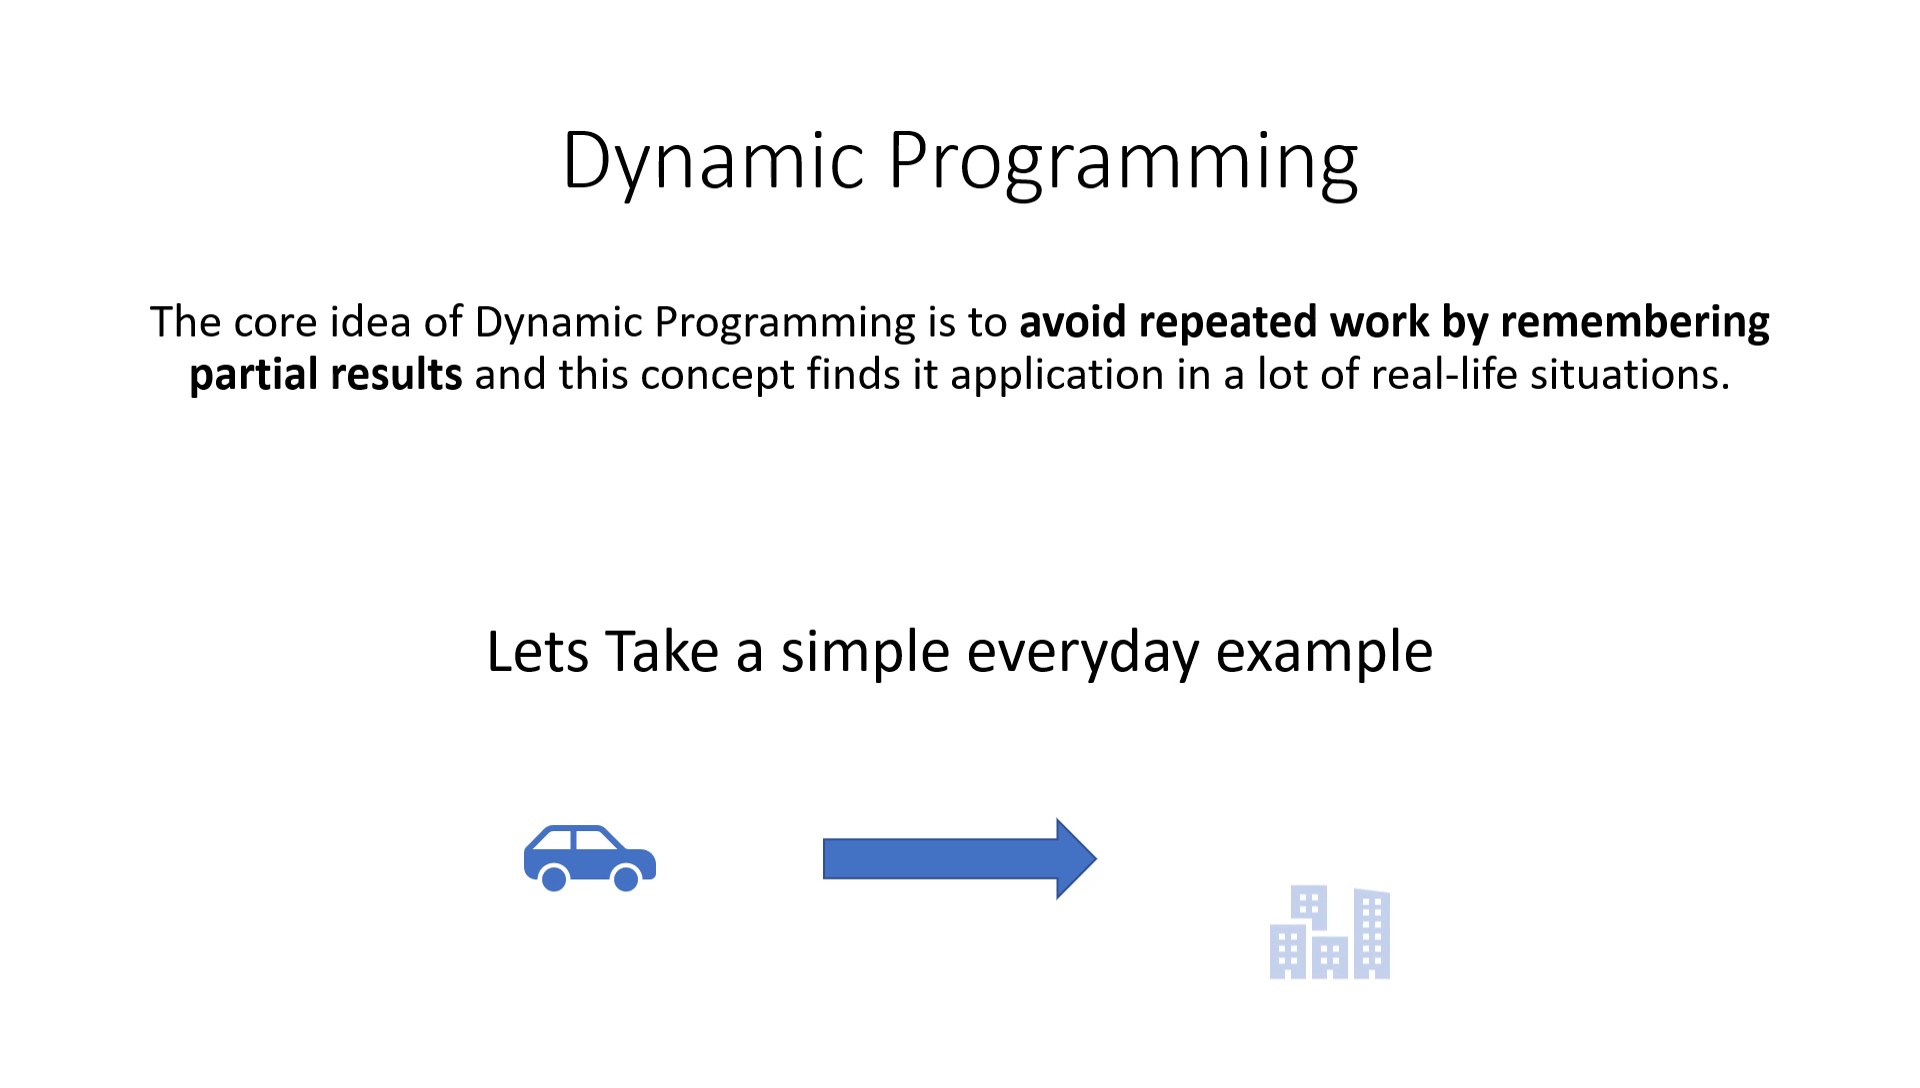 Dynamic Programming
The core idea of Dynamic Programming is to avoid repeated work by remembering
partial results and this concept finds it application in a lot of real-life situations.
Lets Take a simple everyday example